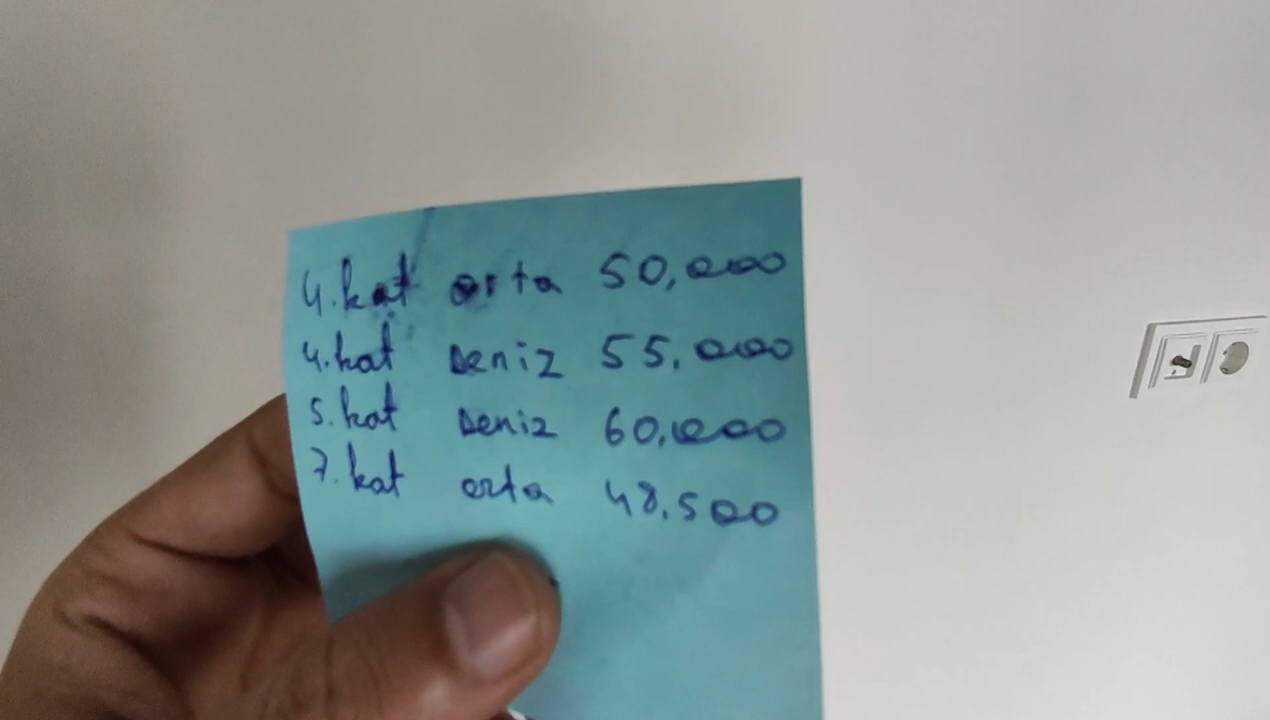 4.kat orta 50,000
4.kat Deniz 55.000
5.kat Deniz 60.000
7.kat orta 48.500